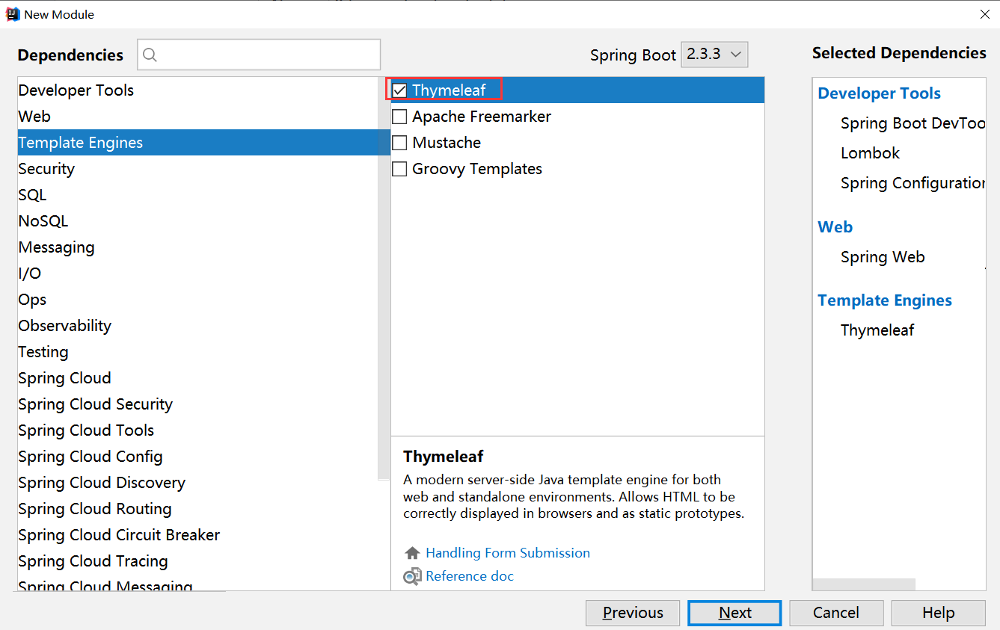 New Module
Dependencies
Spring Boot 2.3.3
Selected Dependencies
Developer Tools
Web
Template Engines
Security
SQL
NoSQL
Messaging
I/O
Ops
Observability
Testing
Spring Cloud
Spring Cloud Security
Spring Cloud Tools
Spring Cloud Config
Spring Cloud Discovery
Spring Cloud Routing
Spring Cloud Circuit Breaker
Spring Cloud Tracing
Spring Cloud Messaging
Thymeleaf
Apache Freemarker
Mustache
Groovy Templates
Thymeleaf
A modern server-side Java template engine for both
web and standalone environments. Allows HTML to be
correctly displayed in browsers and as static prototypes.
Handling Form Submission
Reference doc
Developer Tools
Spring Boot DevToo
Lombok
Spring Configuration
Web
Spring Web
Template Engines
Thymeleaf
Previous
Next
Cancel
Help